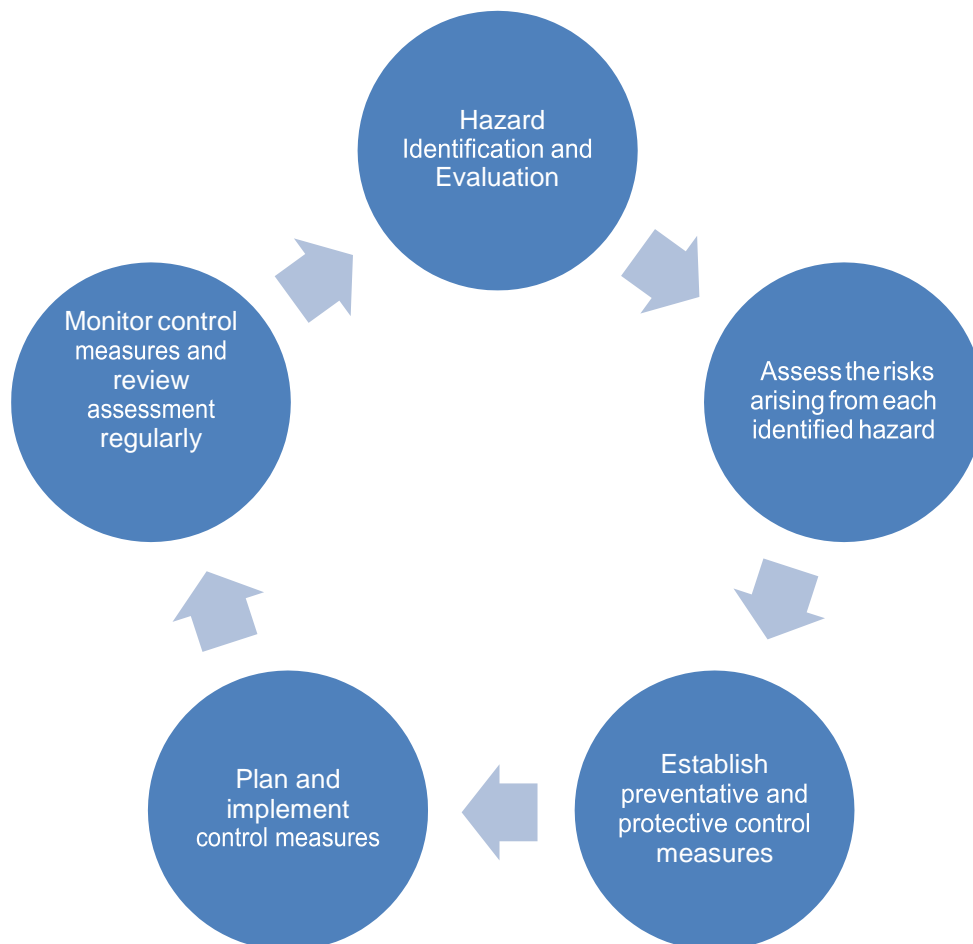 Hazard
Identification and
Evaluation
Assess the risks
arising from each
identified hazard
Establish
preventative and
protective control
measures
Plan and
implement
control measures
Monitor control
measures and
review
assessment
regularly